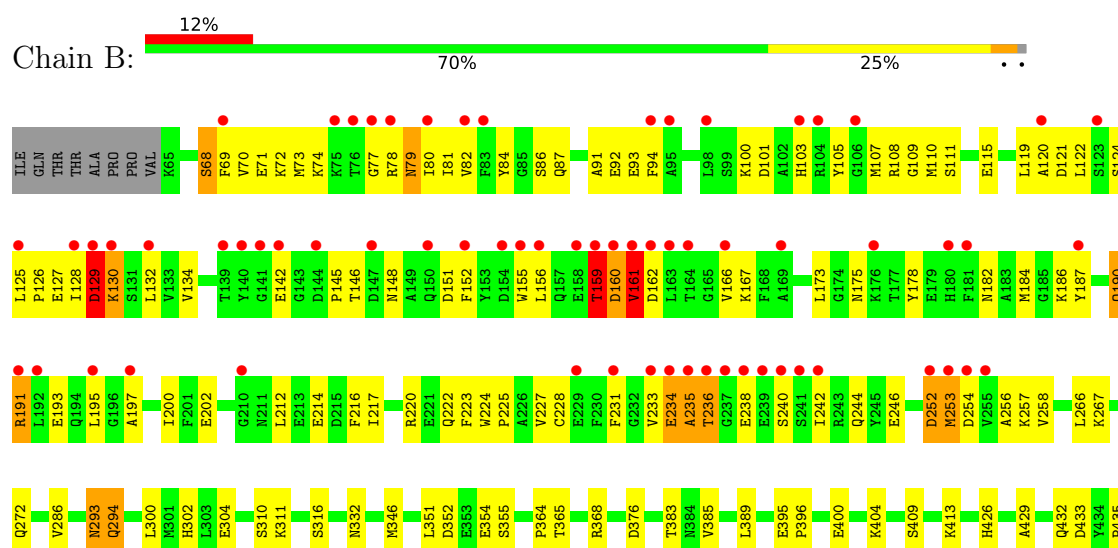 12%
Chain B:
70% 25% • •
ILE GLN THR THR ALA PRO PRO VAL K65 S68 F69 V70 E71 K72 M73 K74 K75 T76 G77 R78 N79 I80 I81 V82 F83 Y84 G85 S86 Q87 A91 E92 E93 F94 A95 L98 S99 K100 D101 A102 H103 R104 Y105 G106 M107 R108 G109 M110 S111 E115 L119 A120 D121 L122 S123 S124
L125 P126 E127 I128 D129 K130 S131 L132 V133 V134 T139 Y140 G141 E142 G143 D144 P145 T146 D147 N148 A149 Q150 D151 F152 Y153 D154 W155 L156 Q157 E158 T159 D160 V161 D162 L163 T164 G165 V166 K167 F168 A169 L173 G174 N175 K176 T177 Y178 E179 H180 F181 N182 A183 M184 G185 K186 Y187
R191 L192 E193 Q194 L195 G196 A197 I200 F201 E202 G210 N211 L212 E213 E214 D215 F216 I217 R220 E221 Q222 F223 W224 P225 A226 V227 C228 E229 F230 F231 G232 V233 E234 A235 T236 G237 E238 E239 S240 S241 I242 R243 Q244 Y245 E246 D252 M253 D254 V255 A256 K257 V258 L266 K267
Q272 V286 N293 Q294 L300 M301 H302 L303 E304 S310 K311 S316 N332 M346 L351 D352 E353 E354 S355 P364 T365 R368 D376 T383 N384 V385 L389 E395 P396 E400 K404 S409 K413 H426 A429 Q432 D433 Y434